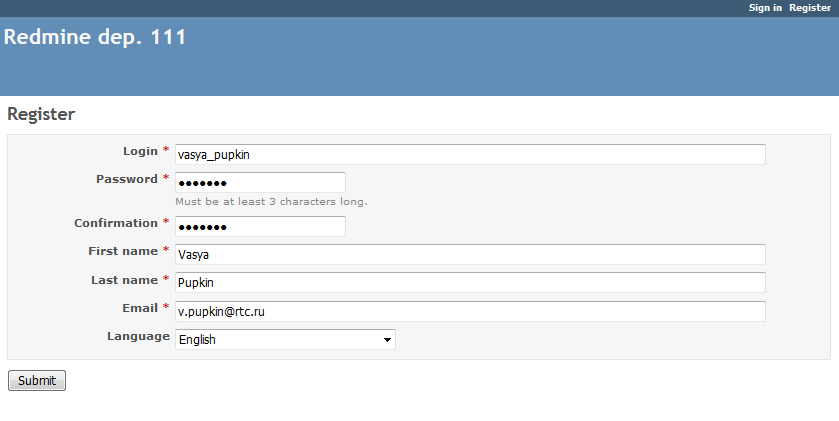 Sign in Register
Redmine dep. 111
Register
Login * vasya_pupkin
Password * •••••••
Must be at least 3 characters long.
Confirmation * •••••••
First name * Vasya
Last name * Pupkin
Email * v.pupkin@rtc.ru
Language English
Submit